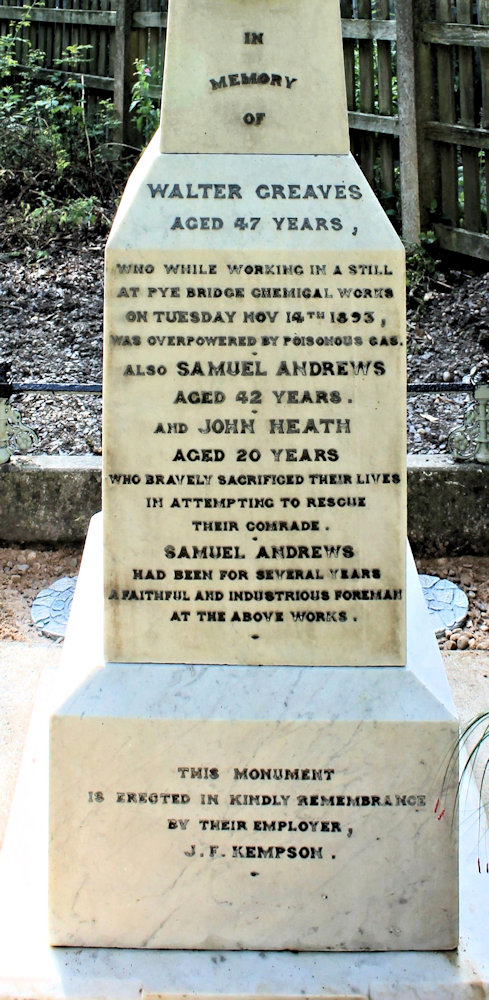 IN
MEMORY
OF
WALTER GREAVES
AGED 47 YEARS,
WHO WHILE WORKING IN A STILL
AT PYE BRIDGE CHEMICAL WORKS
ON TUESDAY NOV 14TH 1893,
WAS OVERPOWERED BY POISONOUS GAS.
ALSO SAMUEL ANDREWS
AGED 42 YEARS.
AND JOHN HEATH
AGED 20 YEARS
WHO BRAVELY SACRIFICED THEIR LIVES
IN ATTEMPTING TO RESCUE
THEIR COMRADE.
SAMUEL ANDREWS
HAD BEEN FOR SEVERAL YEARS
A FAITHFUL AND INDUSTRIOUS FOREMAN
AT THE ABOVE WORKS.
THIS MONUMENT
IS ERECTED IN KINDLY REMEMBRANCE
BY THEIR EMPLOYER,
J. F. KEMPSON.